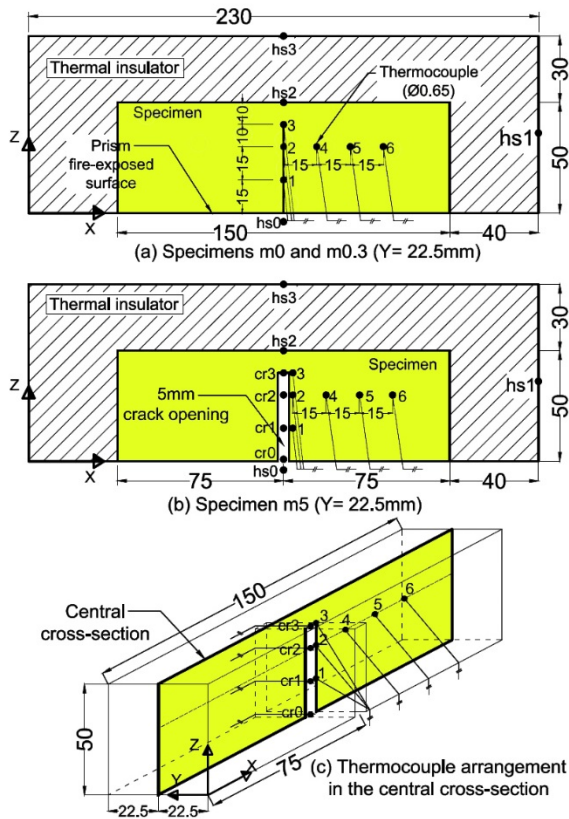 230
hs3
Thermal insulator
hs2
Thermocouple
(Ø0.65)
30
Specimen
Z
10
10
15
15
3
2
1
4
5
6
15
15
15
Prism
fire-exposed
surface
hs1
50
X
hs0
150
40
(a) Specimens m0 and m0.3 (Y= 22.5mm)
hs3
Thermal insulator
hs2
30
Specimen
Z
cr3
3
cr2
2
4
5
6
5mm
crack opening
15
15
15
cr1
1
cr0
hs1
50
X
hs0
75
75
40
(b) Specimen m5 (Y= 22.5mm)
150
Central
cross-section
6
5
4
cr3
3
cr2
2
cr1
1
cr0
50
Z
Y
X
75
22.5
22.5
(c) Thermocouple arrangement
in the central cross-section